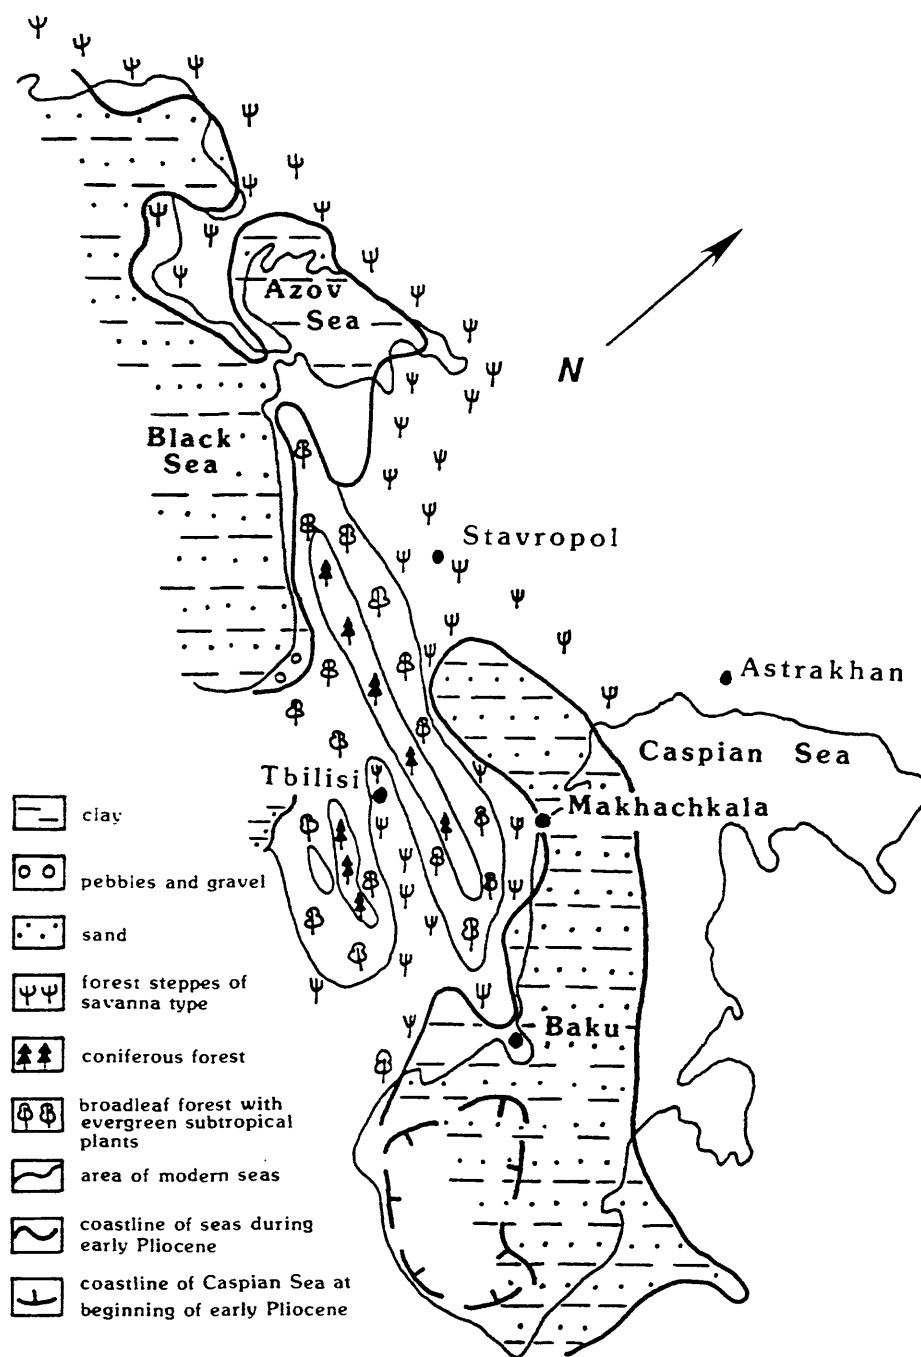 Azov
Sea
N
Black
Sea
Stavropol
Astrakhan
Caspian Sea
Tbilisi
Makhachkala
Baku
clay
pebbles and gravel
sand
forest steppes of
savanna type
coniferous forest
broadleaf forest with
evergreen subtropical
plants
area of modern seas
coastline of seas during
early Pliocene
coastline of Caspian Sea at
beginning of early Pliocene